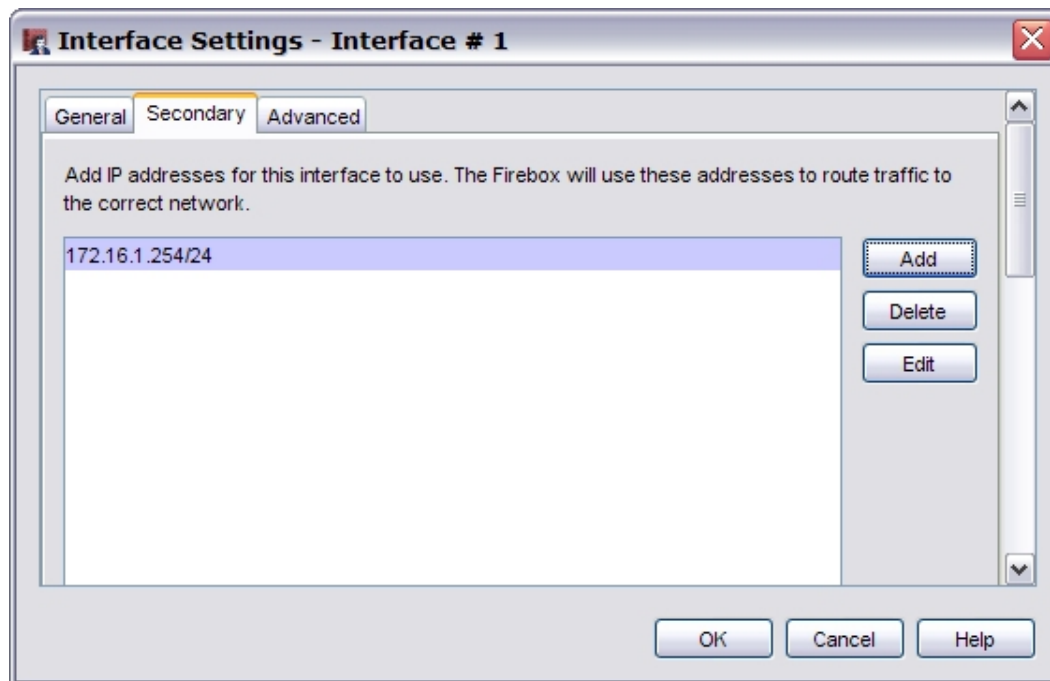 Interface Settings - Interface # 1
General Secondary Advanced
Add IP addresses for this interface to use. The Firebox will use these addresses to route traffic to
the correct network.
172.16.1.254/24
Add
Delete
Edit
OK Cancel Help